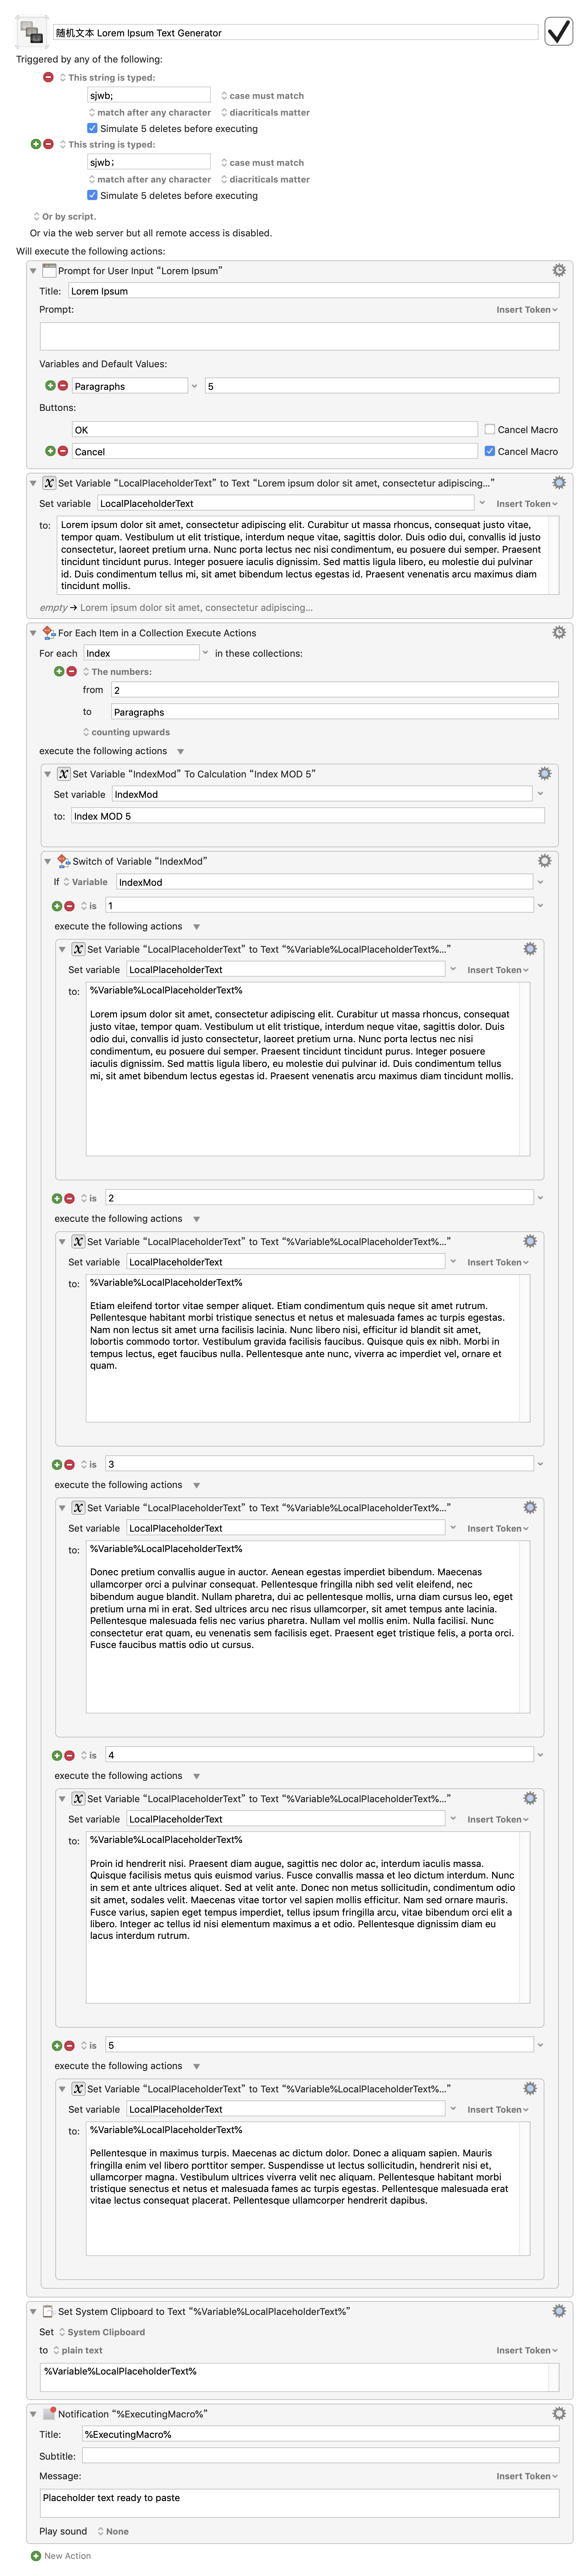 随机文本 Lorem Ipsum Text Generator
Triggered by any of the following:
This string is typed:
sjwb; case must match
match after any character diacriticals matter
Simulate 5 deletes before executing
This string is typed:
sjwb； case must match
match after any character diacriticals matter
Simulate 5 deletes before executing
Or by script.
Or via the web server but all remote access is disabled.
Will execute the following actions:
Prompt for User Input “Lorem Ipsum”
Title: Lorem Ipsum
Prompt: Insert Token
Variables and Default Values:
Paragraphs 5
Buttons:
OK Cancel Macro
Cancel Cancel Macro
Set Variable “LocalPlaceholderText” to Text “Lorem ipsum dolor sit amet, consectetur adipiscing...”
Set variable LocalPlaceholderText Insert Token
to: Lorem ipsum dolor sit amet, consectetur adipiscing elit. Curabitur ut massa rhoncus, consequat justo vitae,
tempor quam. Vestibulum ut elit tristique, interdum neque vitae, sagittis dolor. Duis odio dui, convallis id justo
consectetur, laoreet pretium urna. Nunc porta lectus nec nisi condimentum, eu posuere dui semper. Praesent
tincidunt tincidunt purus. Integer posuere iaculis dignissim. Sed mattis ligula libero, eu molestie dui pulvinar
id. Duis condimentum tellus mi, sit amet bibendum lectus egestas id. Praesent venenatis arcu maximus diam
tincidunt mollis.
empty → Lorem ipsum dolor sit amet, consectetur adipiscing...
For Each Item in a Collection Execute Actions
For each Index in these collections:
The numbers:
from 2
to Paragraphs
counting upwards
execute the following actions
Set Variable “IndexMod” To Calculation “Index MOD 5”
Set variable IndexMod
to: Index MOD 5
Switch of Variable “IndexMod”
If Variable IndexMod
is 1
execute the following actions
Set Variable “LocalPlaceholderText” to Text “%Variable%LocalPlaceholderText%...”
Set variable LocalPlaceholderText Insert Token
to: %Variable%LocalPlaceholderText%
Lorem ipsum dolor sit amet, consectetur adipiscing elit. Curabitur ut massa rhoncus, consequat
justo vitae, tempor quam. Vestibulum ut elit tristique, interdum neque vitae, sagittis dolor. Duis
odio dui, convallis id justo consectetur, laoreet pretium urna. Nunc porta lectus nec nisi
condimentum, eu posuere dui semper. Praesent tincidunt tincidunt purus. Integer posuere
iaculis dignissim. Sed mattis ligula libero, eu molestie dui pulvinar id. Duis condimentum tellus
mi, sit amet bibendum lectus egestas id. Praesent venenatis arcu maximus diam tincidunt mollis.
is 2
execute the following actions
Set Variable “LocalPlaceholderText” to Text “%Variable%LocalPlaceholderText%...”
Set variable LocalPlaceholderText Insert Token
to: %Variable%LocalPlaceholderText%
Etiam eleifend tortor vitae semper aliquet. Etiam condimentum quis neque sit amet rutrum.
Pellentesque habitant morbi tristique senectus et netus et malesuada fames ac turpis egestas.
Nam non lectus sit amet urna facilisis lacinia. Nunc libero nisi, efficitur id blandit sit amet,
lobortis commodo tortor. Vestibulum gravida facilisis faucibus. Quisque quis ex nibh. Morbi in
tempus lectus, eget faucibus nulla. Pellentesque ante nunc, viverra ac imperdiet vel, ornare et
quam.
is 3
execute the following actions
Set Variable “LocalPlaceholderText” to Text “%Variable%LocalPlaceholderText%...”
Set variable LocalPlaceholderText Insert Token
to: %Variable%LocalPlaceholderText%
Donec pretium convallis augue in auctor. Aenean egestas imperdiet bibendum. Maecenas
ullamcorper orci a pulvinar consequat. Pellentesque fringilla nibh sed velit eleifend, nec
bibendum augue blandit. Nullam pharetra, dui ac pellentesque mollis, urna diam cursus leo, eget
pretium urna mi in erat. Sed ultrices arcu nec risus ullamcorper, sit amet tempus ante lacinia.
Pellentesque malesuada felis nec varius pharetra. Nullam vel mollis enim. Nulla facilisi. Nunc
consectetur erat quam, eu venenatis sem facilisis eget. Praesent eget tristique felis, a porta orci.
Fusce faucibus mattis odio ut cursus.
is 4
execute the following actions
Set Variable “LocalPlaceholderText” to Text “%Variable%LocalPlaceholderText%...”
Set variable LocalPlaceholderText Insert Token
to: %Variable%LocalPlaceholderText%
Proin id hendrerit nisi. Praesent diam augue, sagittis nec dolor ac, interdum iaculis massa.
Quisque facilisis metus quis euismod varius. Fusce convallis massa et leo dictum interdum. Nunc
in sem et ante ultrices aliquet. Sed at velit ante. Donec non metus sollicitudin, condimentum odio
sit amet, sodales velit. Maecenas vitae tortor vel sapien mollis efficitur. Nam sed ornare mauris.
Fusce varius, sapien eget tempus imperdiet, tellus ipsum fringilla arcu, vitae bibendum orci elit a
libero. Integer ac tellus id nisi elementum maximus a et odio. Pellentesque dignissim diam eu
lacus interdum rutrum.
is 5
execute the following actions
Set Variable “LocalPlaceholderText” to Text “%Variable%LocalPlaceholderText%...”
Set variable LocalPlaceholderText Insert Token
to: %Variable%LocalPlaceholderText%
Pellentesque in maximus turpis. Maecenas ac dictum dolor. Donec a aliquam sapien. Mauris
fringilla enim vel libero porttitor semper. Suspendisse ut lectus sollicitudin, hendrerit nisi et,
ullamcorper magna. Vestibulum ultrices viverra velit nec aliquam. Pellentesque habitant morbi
tristique senectus et netus et malesuada fames ac turpis egestas. Pellentesque malesuada erat
vitae lectus consequat placerat. Pellentesque ullamcorper hendrerit dapibus.
Set System Clipboard to Text “%Variable%LocalPlaceholderText%”
Set System Clipboard
to plain text Insert Token
%Variable%LocalPlaceholderText%
Notification “%ExecutingMacro%”
Title: %ExecutingMacro%
Subtitle:
Message: Insert Token
Placeholder text ready to paste
Play sound None
New Action